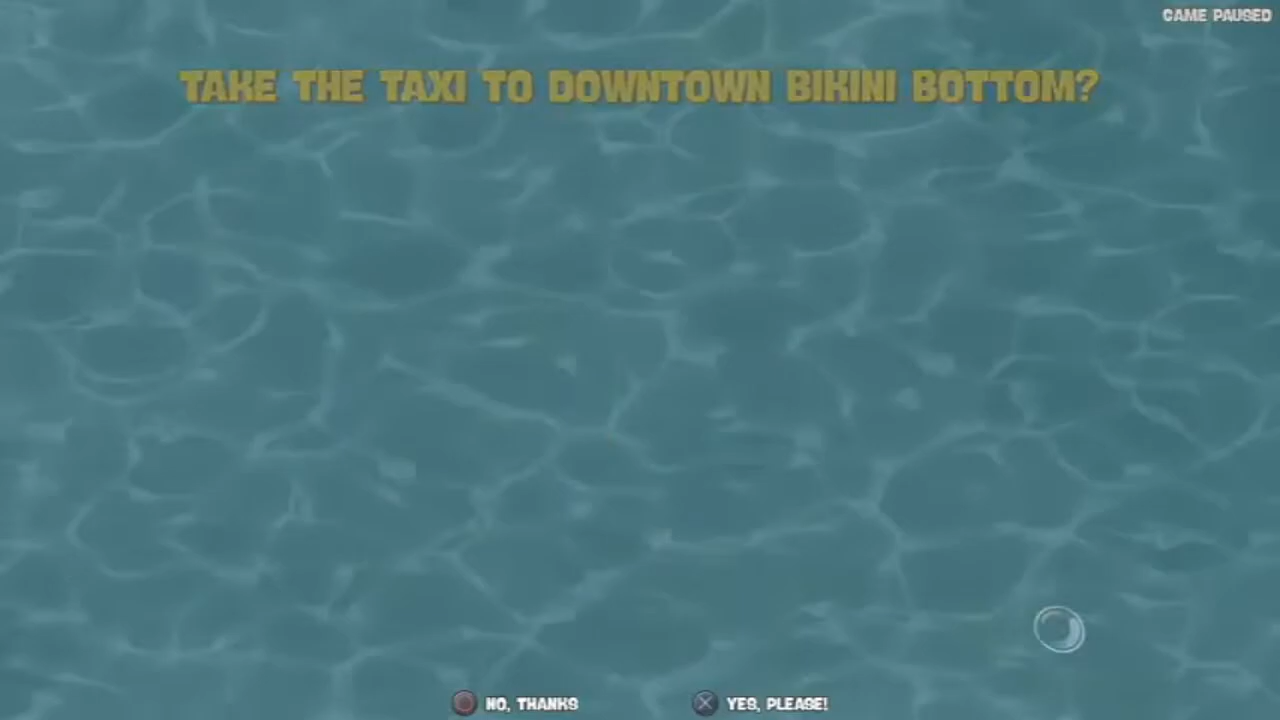 GAME PAUSED
TAKE THE TAXI TO DOWNTOWN BIKINI BOTTOM?
NO, THANKS
YES, PLEASE!